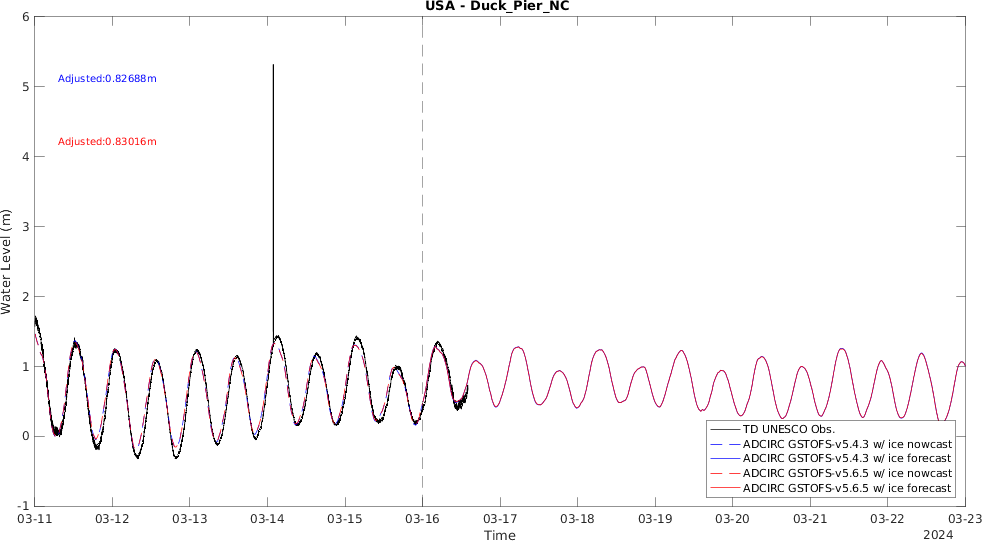 USA - Duck_Pier_NC
6
5
4
3
2
1
0
-1
Water Level (m)
Adjusted:0.82688m
Adjusted:0.83016m
TD UNESCO Obs.
ADCIRC GSTOFS-v5.4.3 w/ ice nowcast
ADCIRC GSTOFS-v5.4.3 w/ ice forecast
ADCIRC GSTOFS-v5.6.5 w/ ice nowcast
ADCIRC GSTOFS-v5.6.5 w/ ice forecast
03-11 03-12 03-13 03-14 03-15 03-16 03-17 03-18 03-19 03-20 03-21 03-22 03-23
Time
2024